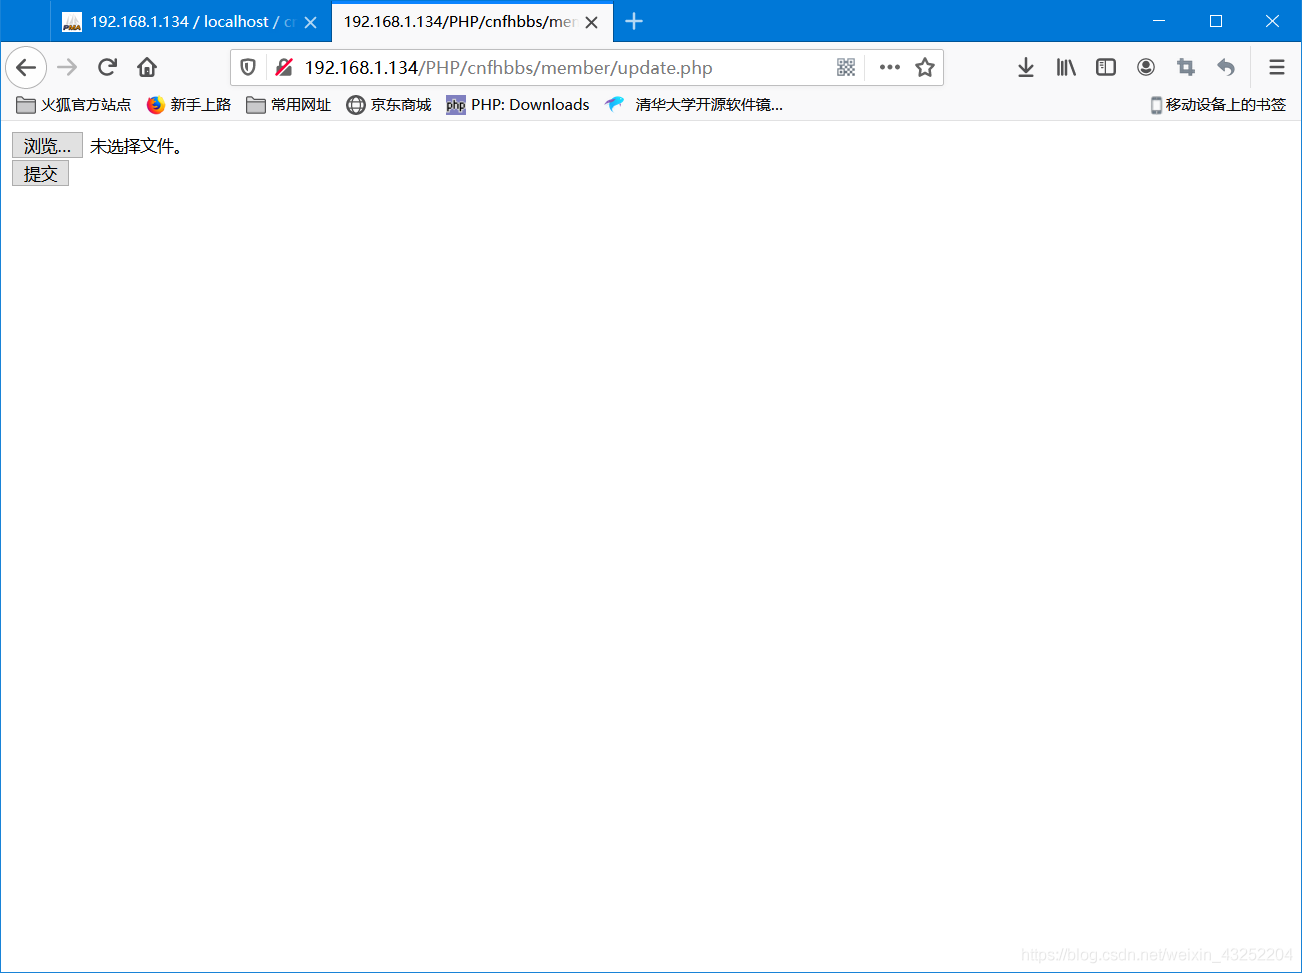 192.168.1.134 / localhost / cn
192.168.1.134/PHP/cnfhbbs/mem
192.168.1.134/PHP/cnfhbbs/member/update.php
火狐官方站点 新手上路 常用网址 京东商城 php PHP: Downloads 清华大学开源软件镜... 移动设备上的书签
浏览... 未选择文件。
提交
https://blog.csdn.net/weixin_43252204